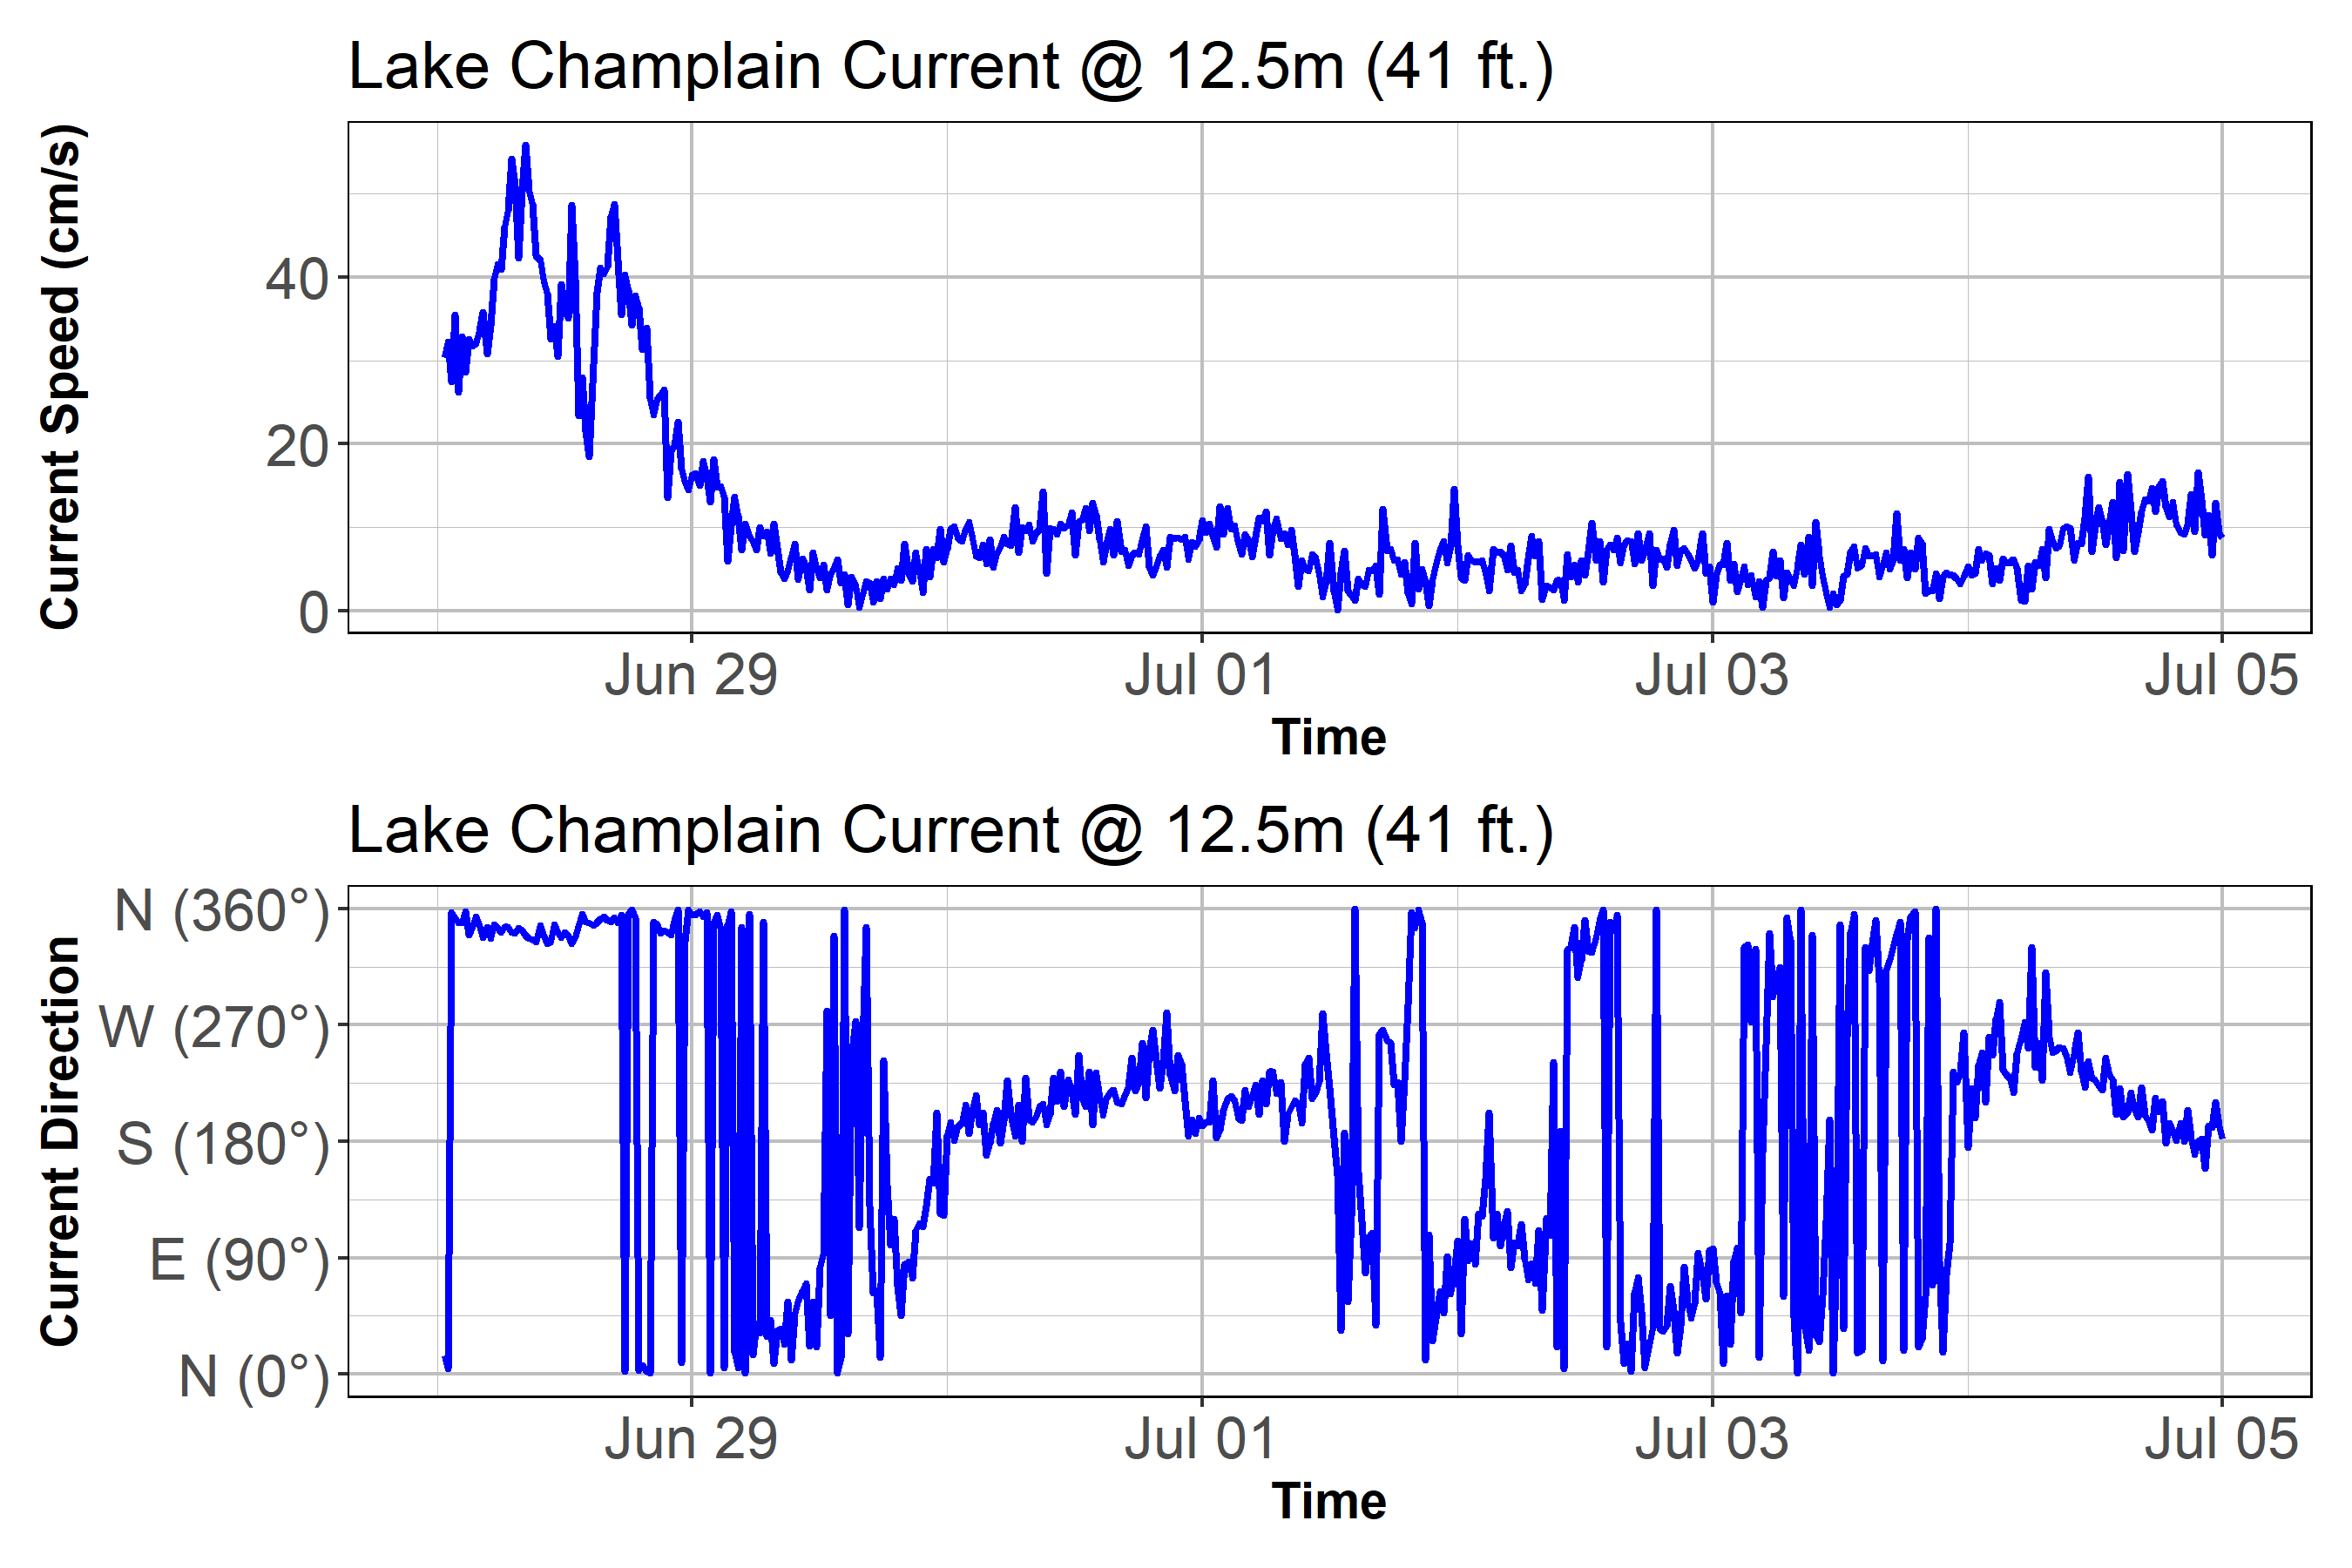 Lake Champlain Current @ 12.5m (41 ft.)
Current Speed (cm/s)
40
20
0
Jun 29 Jul 01 Jul 03 Jul 05
Time
Lake Champlain Current @ 12.5m (41 ft.)
Current Direction
N (360°)
W (270°)
S (180°)
E (90°)
N (0°)
Jun 29 Jul 01 Jul 03 Jul 05
Time